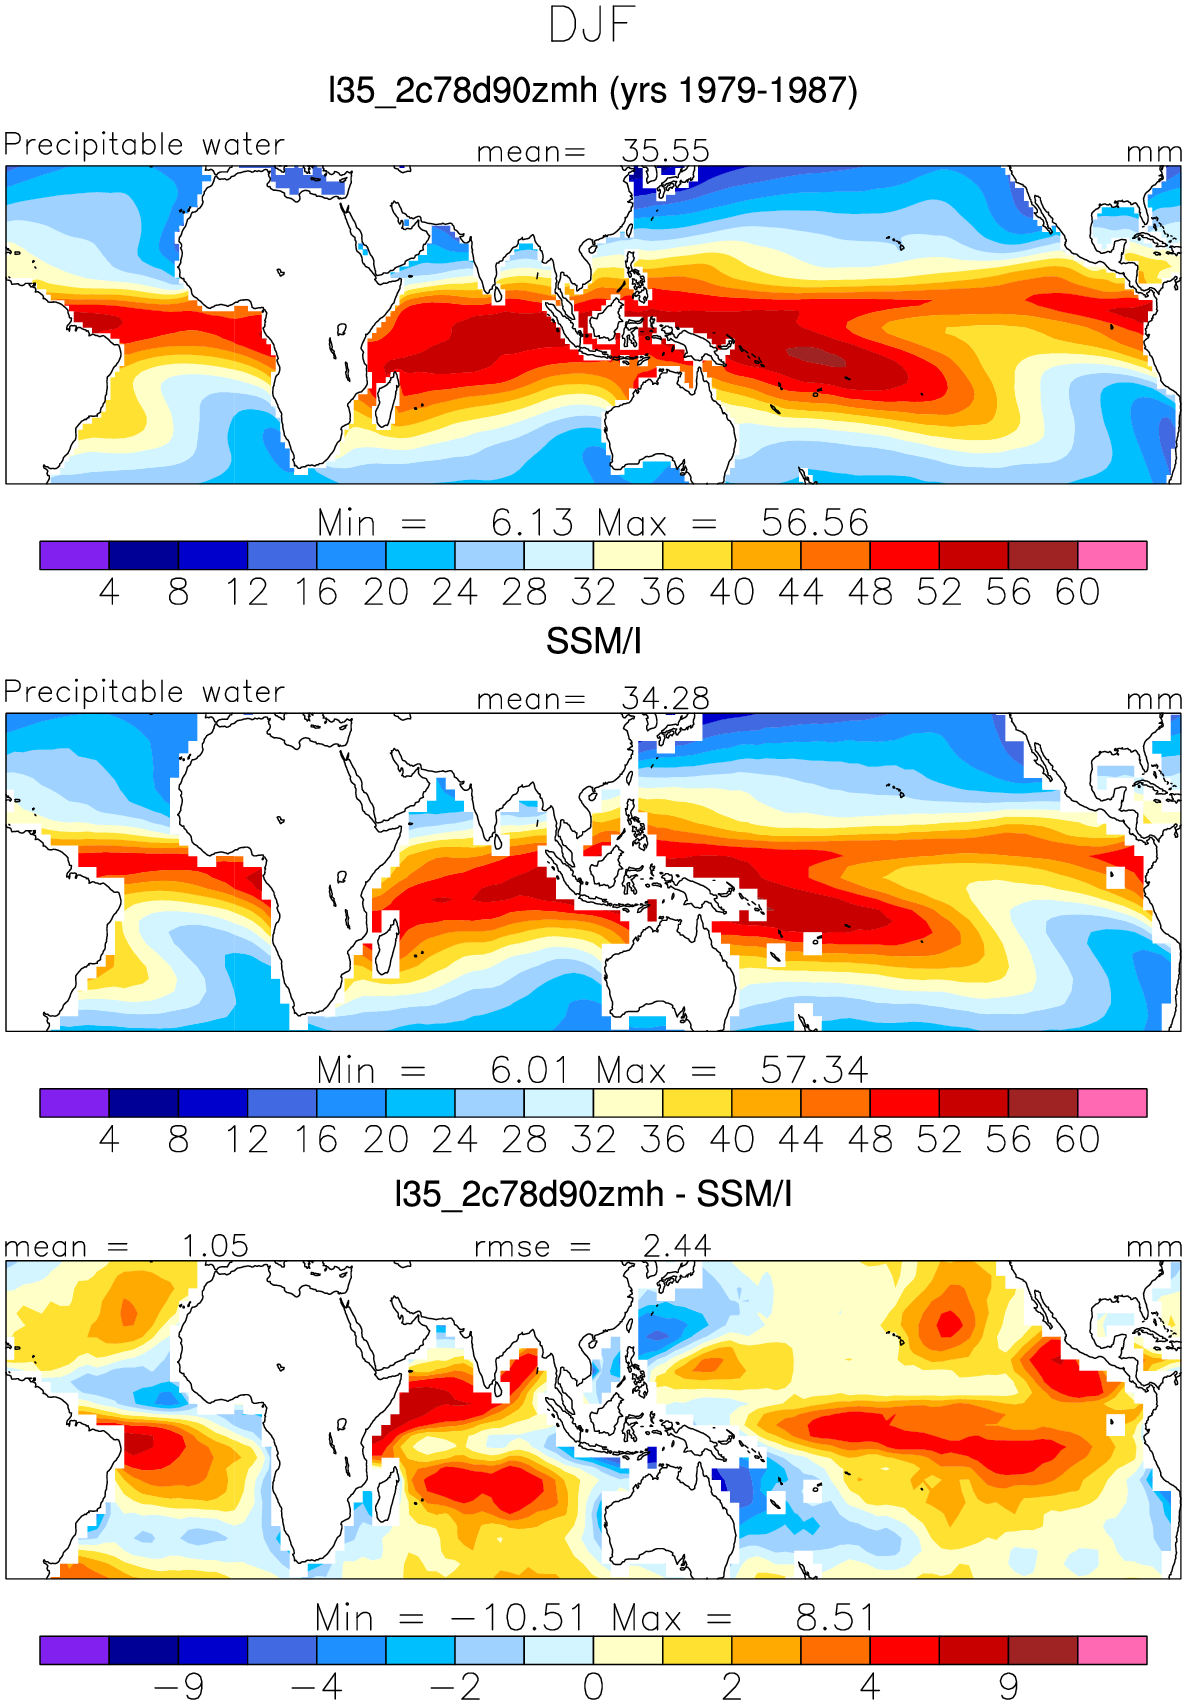 DJF
l35_2c78d90zmh (yrs 1979-1987)
Precipitable water mean= 35.55 mm
Min = 6.13 Max = 56.56
4 8 12 16 20 24 28 32 36 40 44 48 52 56 60
SSM/I
Precipitable water mean= 34.28 mm
Min = 6.01 Max = 57.34
4 8 12 16 20 24 28 32 36 40 44 48 52 56 60
l35_2c78d90zmh - SSM/I
mean = 1.05 rmse = 2.44 mm
Min = -10.51 Max = 8.51
-9 -4 -2 0 2 4 9